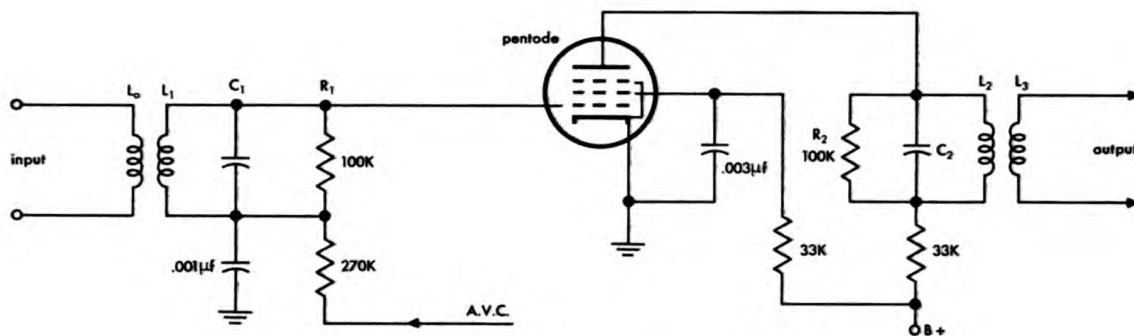 pentode
Lo L1 C1 R1
input
100K
.001µf
270K
A.V.C.
.003µf
33K
R2
100K
C2
L2 L3
output
33K
B+